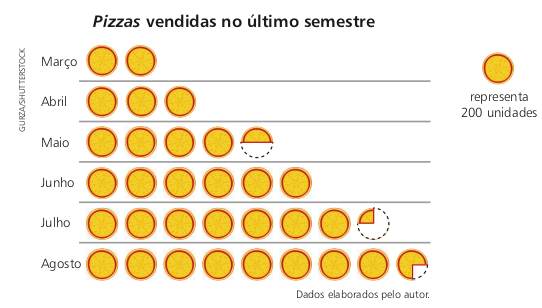 Pizzas vendidas no último semestre
GURZA/SHUTTERSTOCK
Março
Abril
Maio
Junho
Julho
Agosto
representa
200 unidades
Dados elaborados pelo autor.